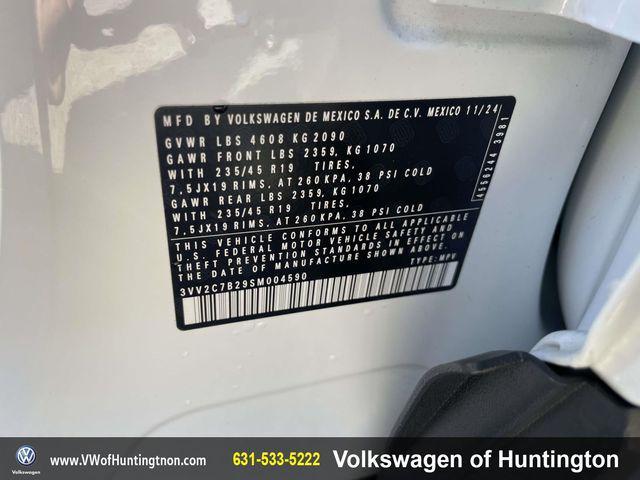 MFD BY VOLKSWAGEN DE MEXICO S.A. DE C.V. MEXICO 11/24
GVWR LBS 4608 KG 2090
GAWR FRONT LBS 2359, KG 1070
WITH 235/45 R19 TIRES,
7.5JX19 RIMS, AT 260KPA, 38 PSI COLD
GAWR REAR LBS 2359, KG 1070
WITH 235/45 R19 TIRES,
7.5JX19 RIMS, AT 260KPA, 38 PSI COLD
THIS VEHICLE CONFORMS TO ALL APPLICABLE
U.S. FEDERAL MOTOR VEHICLE SAFETY AND
THEFT PREVENTION STANDARDS IN EFFECT ON
THE DATE OF MANUFACTURE SHOWN ABOVE.
3VV2C7B29SM004590 TYPE: MPV
4556244 3981
Volkswagen
www.VWofHuntingtnon.com
631-533-5222
Volkswagen of Huntington